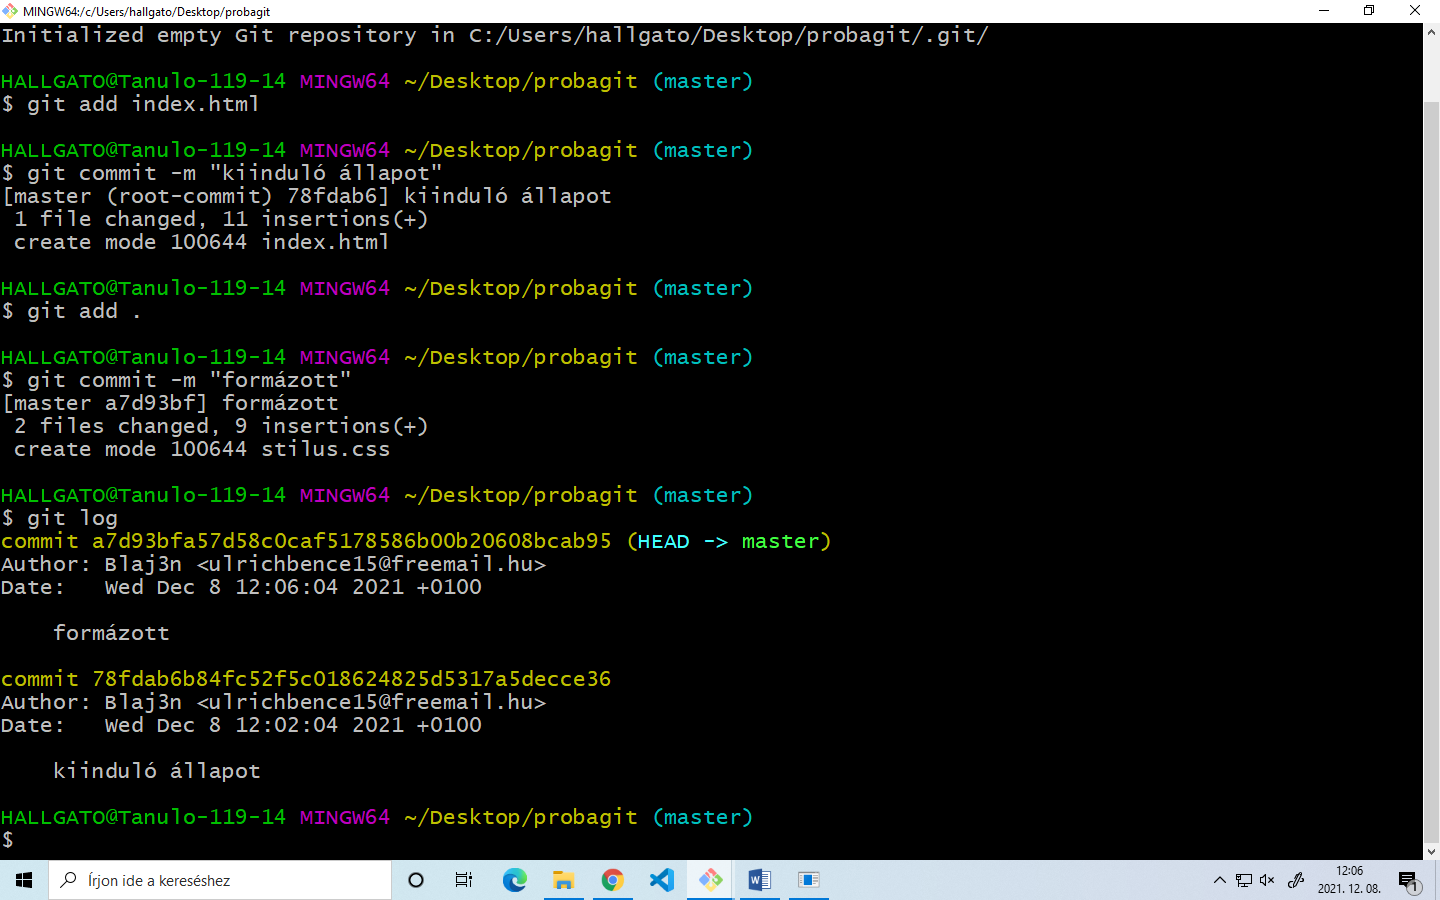 MINGW64:/c/Users/hallgato/Desktop/probagit
Initialized empty Git repository in C:/Users/hallgato/Desktop/probagit/.git/
HALLGATO@Tanulo-119-14 MINGW64 ~/Desktop/probagit (master)
$ git add index.html
HALLGATO@Tanulo-119-14 MINGW64 ~/Desktop/probagit (master)
$ git commit -m "kiinduló állapot"
[master (root-commit) 78fdab6] kiinduló állapot
 1 file changed, 11 insertions(+)
 create mode 100644 index.html
HALLGATO@Tanulo-119-14 MINGW64 ~/Desktop/probagit (master)
$ git add .
HALLGATO@Tanulo-119-14 MINGW64 ~/Desktop/probagit (master)
$ git commit -m "formázott"
[master a7d93bf] formázott
 2 files changed, 9 insertions(+)
 create mode 100644 stilus.css
HALLGATO@Tanulo-119-14 MINGW64 ~/Desktop/probagit (master)
$ git log
commit a7d93bfa57d58c0caf5178586b00b20608bcab95 (HEAD -> master)
Author: Blaj3n <ulrichbence15@freemail.hu>
Date:   Wed Dec 8 12:06:04 2021 +0100
    formázott
commit 78fdab6b84fc52f5c018624825d5317a5decce36
Author: Blaj3n <ulrichbence15@freemail.hu>
Date:   Wed Dec 8 12:02:04 2021 +0100
    kiinduló állapot
HALLGATO@Tanulo-119-14 MINGW64 ~/Desktop/probagit (master)
$
Írjon ide a kereséshez
12:06
2021. 12. 08.
1